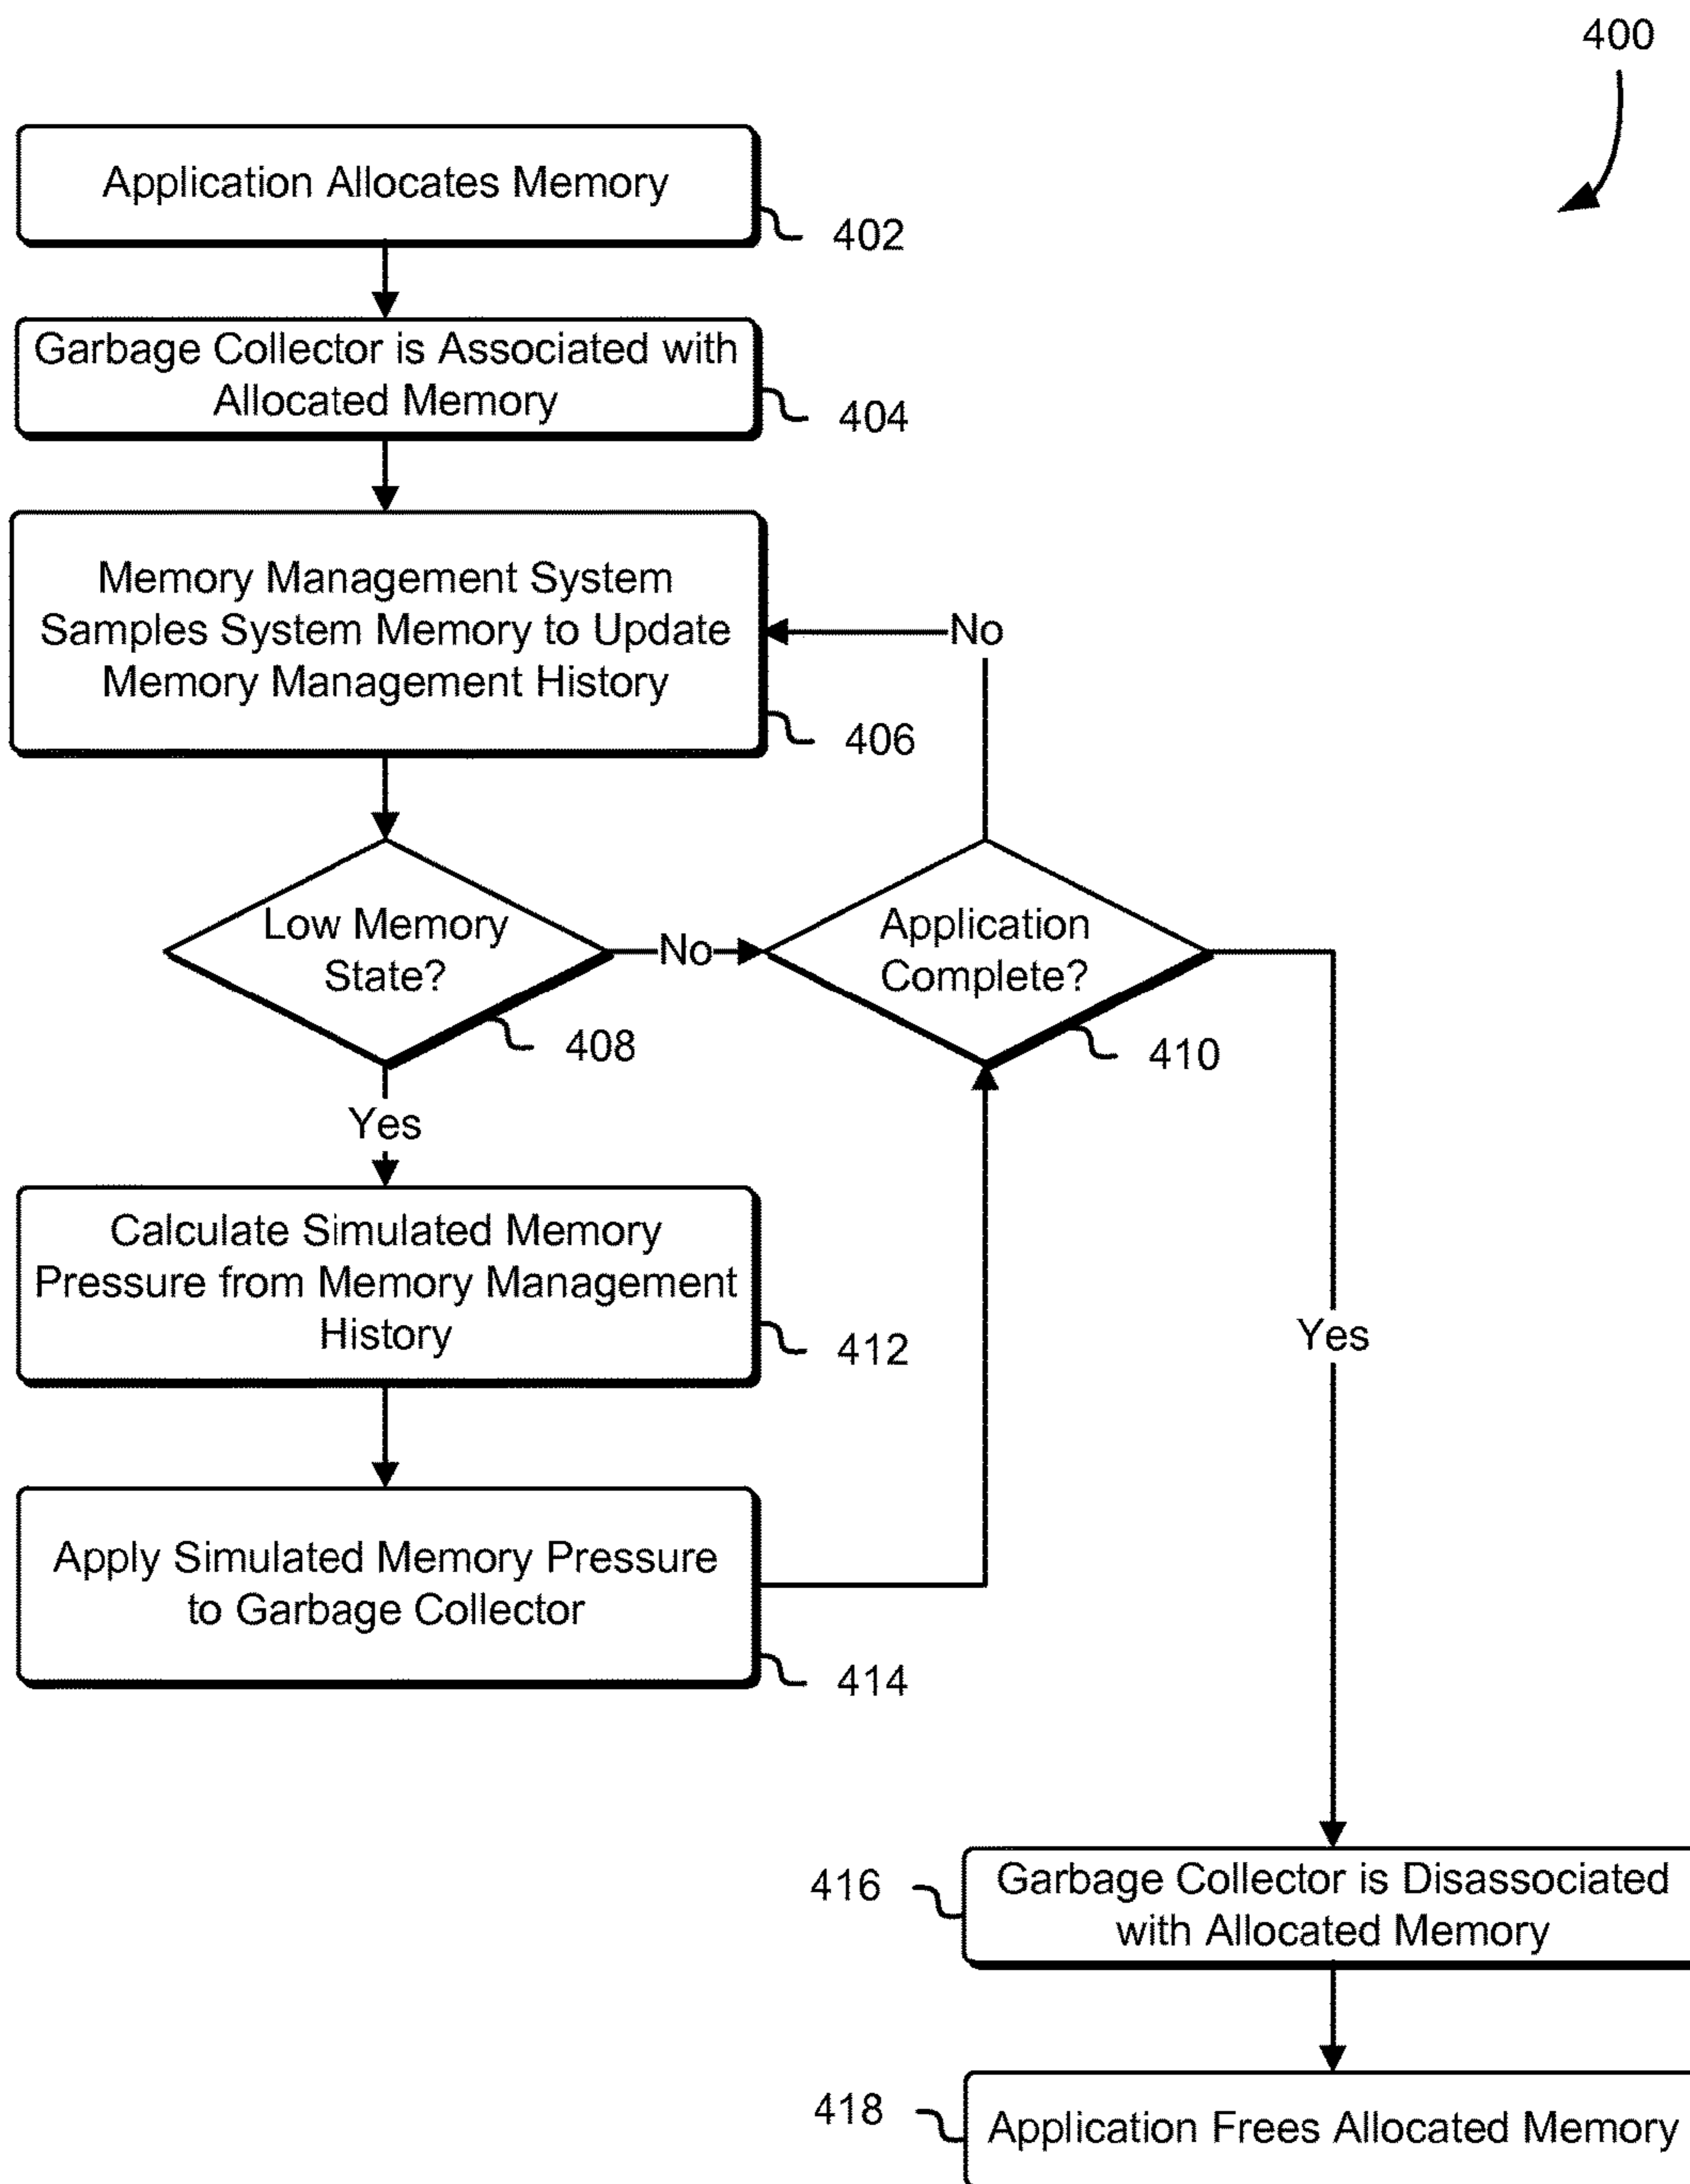 400
Application Allocates Memory
402
Garbage Collector is Associated with
Allocated Memory
404
Memory Management System
Samples System Memory to Update
Memory Management History
406
No
Low Memory
State?
408
No
Application
Complete?
410
Yes
Calculate Simulated Memory
Pressure from Memory Management
History
412
Yes
Apply Simulated Memory Pressure
to Garbage Collector
414
416
Garbage Collector is Disassociated
with Allocated Memory
418
Application Frees Allocated Memory